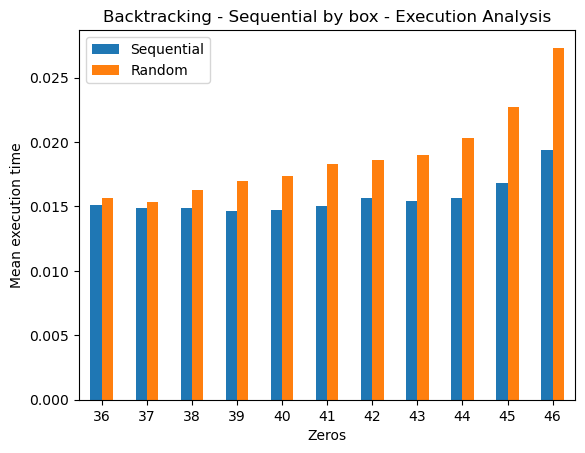 Backtracking - Sequential by box - Execution Analysis
Sequential
Random
Mean execution time
0.025
0.020
0.015
0.010
0.005
0.000
36 37 38 39 40 41 42 43 44 45 46
Zeros